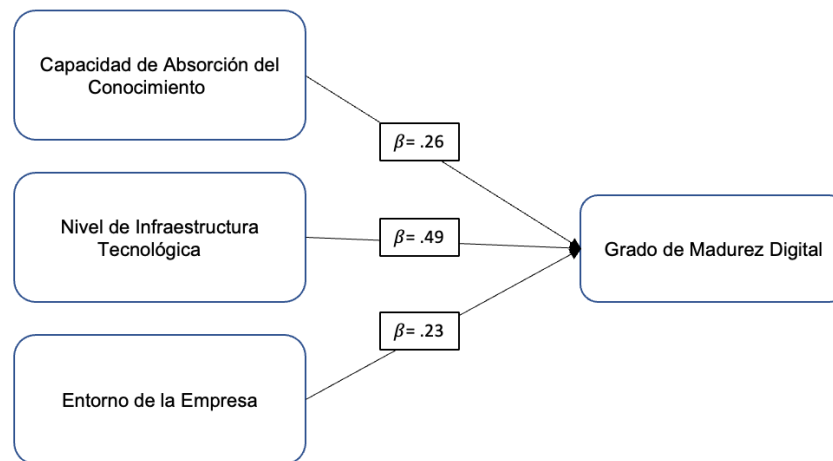 Capacidad de Absorción del
Conocimiento
β= .26
Nivel de Infraestructura
Tecnológica
β= .49
Grado de Madurez Digital
β= .23
Entorno de la Empresa